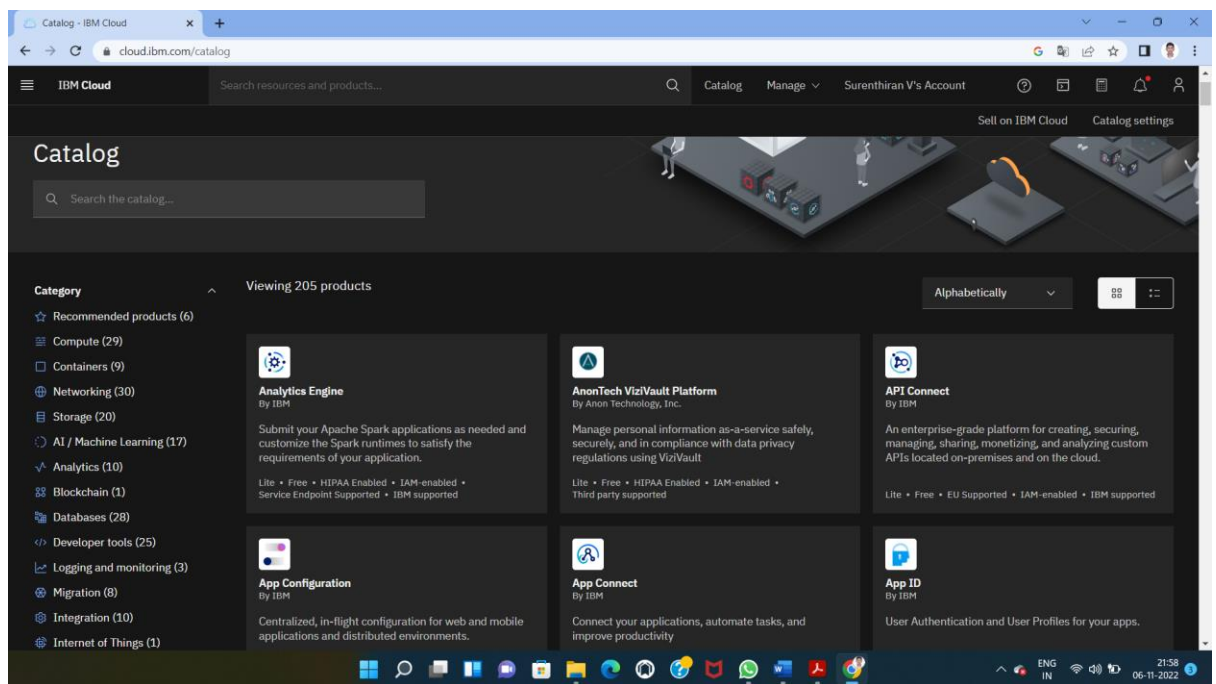 Catalog - IBM Cloud
cloud.ibm.com/catalog
IBM Cloud
Search resources and products...
Catalog
Manage
Surenthiran V's Account
Sell on IBM Cloud
Catalog settings
Catalog
Search the catalog...
Category
Recommended products (6)
Compute (29)
Containers (9)
Networking (30)
Storage (20)
AI / Machine Learning (17)
Analytics (10)
Blockchain (1)
Databases (28)
Developer tools (25)
Logging and monitoring (3)
Migration (8)
Integration (10)
Internet of Things (1)
Viewing 205 products
Alphabetically
Analytics Engine
By IBM
Submit your Apache Spark applications as needed and
customize the Spark runtimes to satisfy the
requirements of your application.
Lite • Free • HIPAA Enabled • IAM-enabled •
Service Endpoint Supported • IBM supported
AnonTech ViziVault Platform
By Anon Technology, Inc.
Manage personal information as-a-service safely,
securely, and in compliance with data privacy
regulations using ViziVault
Lite • Free • HIPAA Enabled • IAM-enabled •
Third party supported
API Connect
By IBM
An enterprise-grade platform for creating, securing,
managing, sharing, monetizing, and analyzing custom
APIs located on-premises and on the cloud.
Lite • Free • EU Supported • IAM-enabled • IBM supported
App Configuration
By IBM
Centralized, in-flight configuration for web and mobile
applications and distributed environments.
App Connect
By IBM
Connect your applications, automate tasks, and
improve productivity
App ID
By IBM
User Authentication and User Profiles for your apps.
ENG
IN
21:58
06-11-2022
3